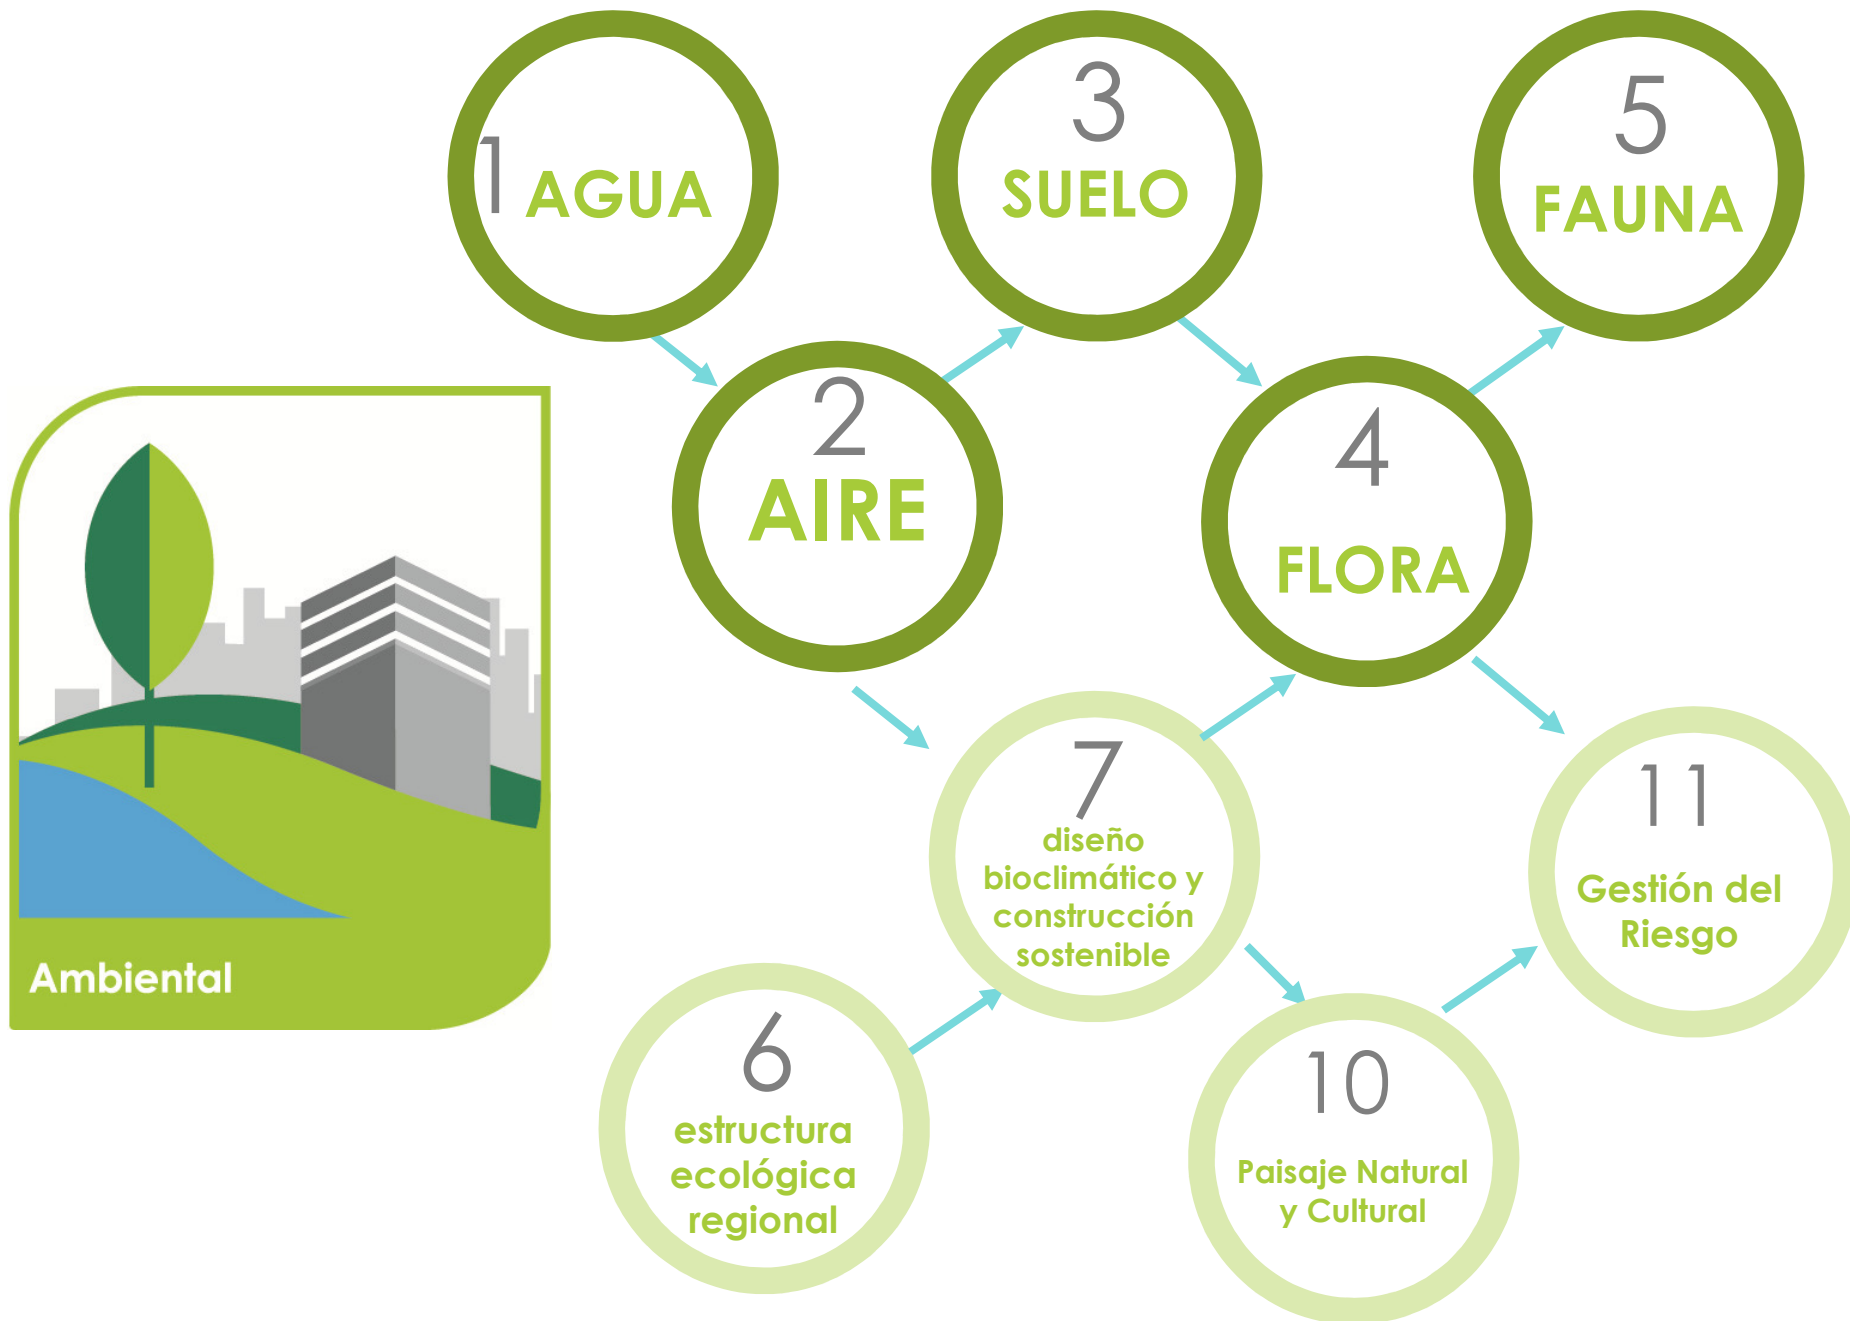 1 AGUA
2
AIRE
3
SUELO
4
FLORA
5
FAUNA
6
estructura
ecológica
regional
7
diseño
bioclimático y
construcción
sostenible
10
Paisaje Natural
y Cultural
11
Gestión del
Riesgo
Ambiental